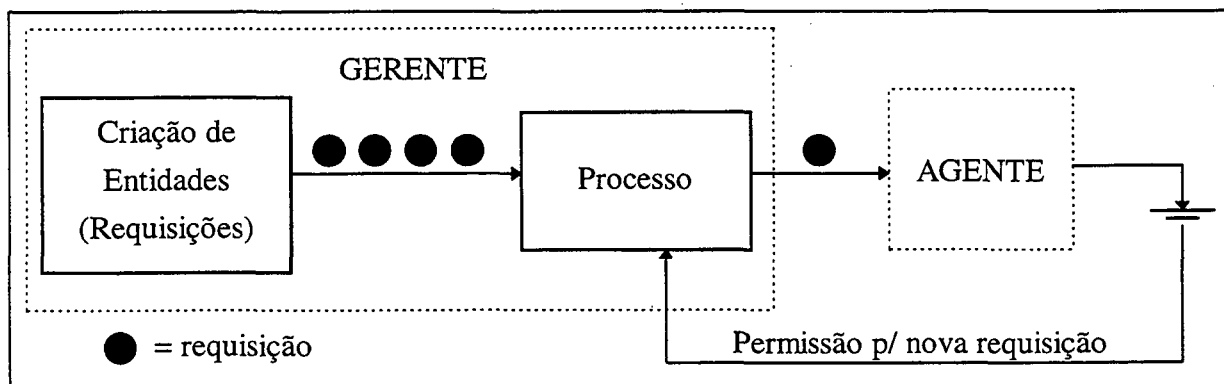 GERENTE
Criação de
Entidades
(Requisições)
Processo
AGENTE
= requisição
Permissão p/ nova requisição